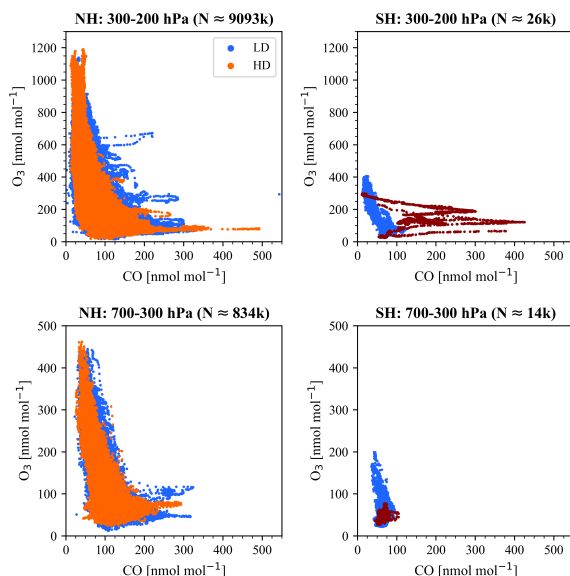 NH: 300-200 hPa (N ≈ 9093k)
1200
1000
800
600
400
200
0
O₃ [nmol mol⁻¹]
LD
HD
0 100 200 300 400 500
CO [nmol mol⁻¹]
SH: 300-200 hPa (N ≈ 26k)
1200
1000
800
600
400
200
0
O₃ [nmol mol⁻¹]
0 100 200 300 400 500
CO [nmol mol⁻¹]
NH: 700-300 hPa (N ≈ 834k)
500
400
300
200
100
0
O₃ [nmol mol⁻¹]
0 100 200 300 400 500
CO [nmol mol⁻¹]
SH: 700-300 hPa (N ≈ 14k)
500
400
300
200
100
0
O₃ [nmol mol⁻¹]
0 100 200 300 400 500
CO [nmol mol⁻¹]